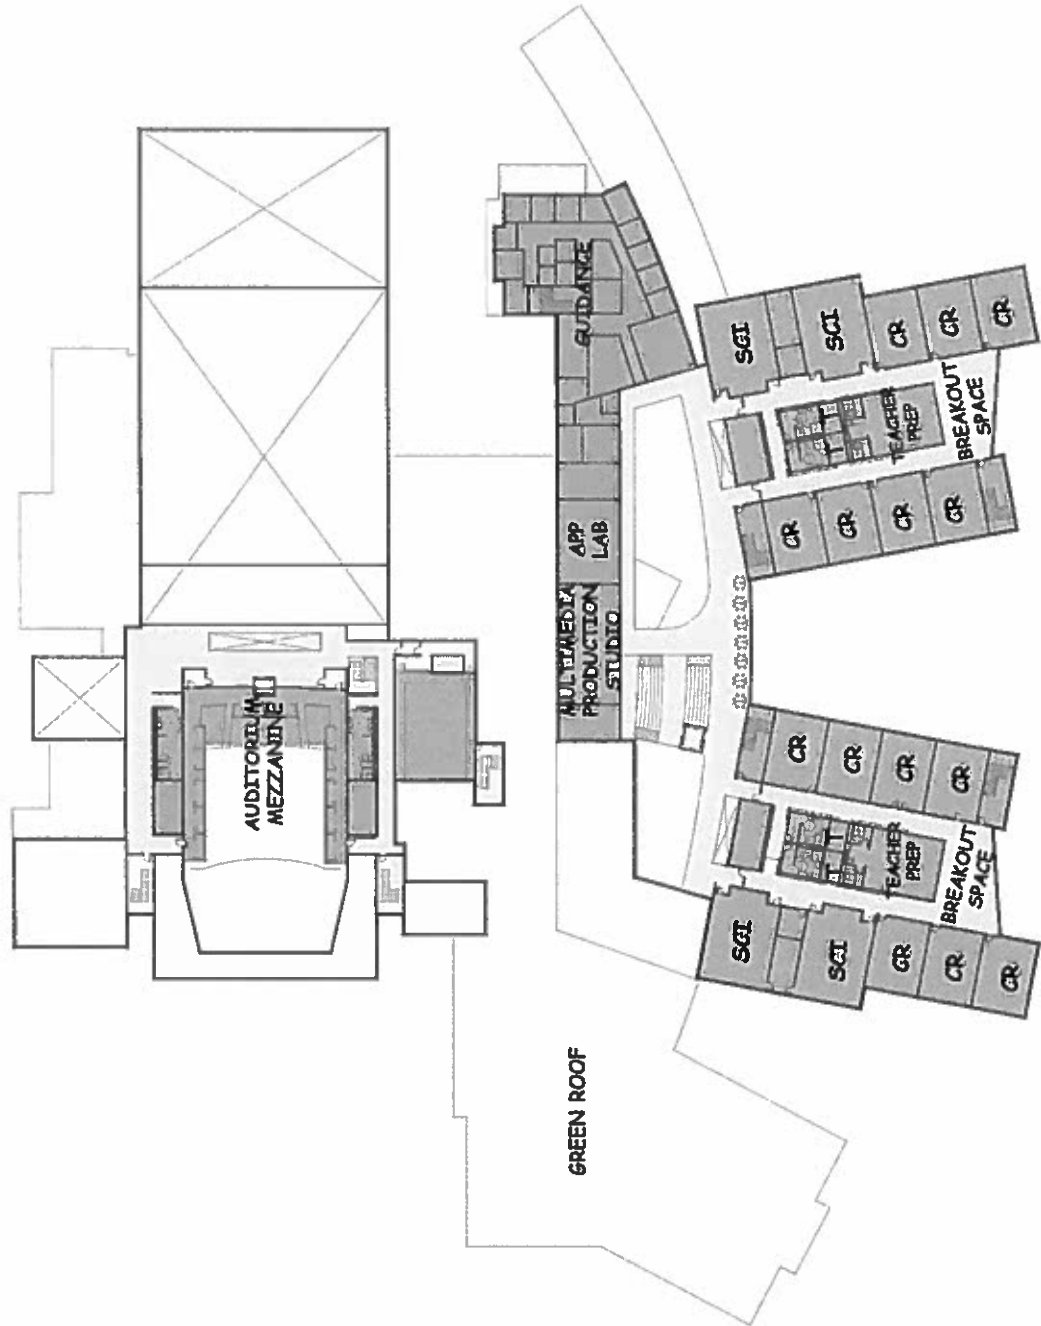 GUIDANCE
SCI
SCI
CR
CR
CR
T
T
TEACHER
PREP
BREAKOUT
SPACE
CR
CR
CR
CR
APP
LAB
MULTIMEDIA
PRODUCTION
STUDIO
AUDITORIUM
MEZZANINE
CR
CR
CR
CR
T
T
TEACHER
PREP
BREAKOUT
SPACE
SCI
SCI
CR
CR
CR
GREEN ROOF